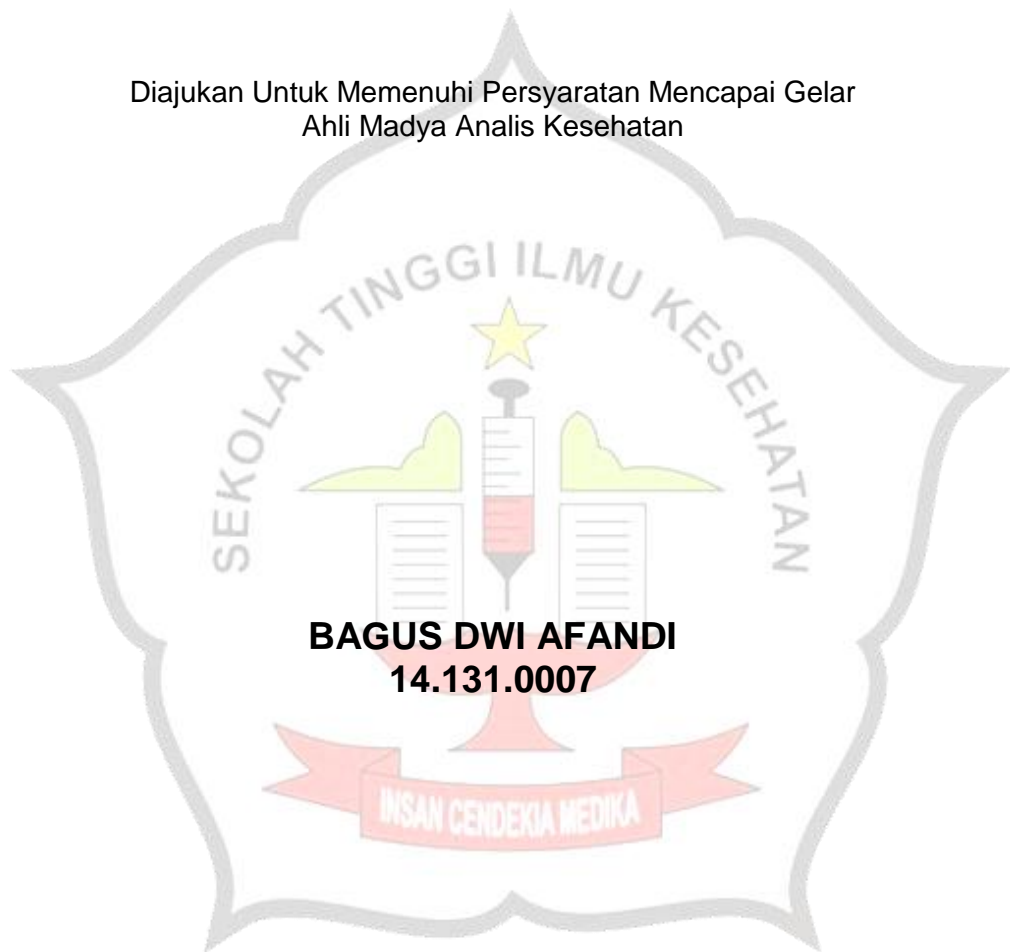 Diajukan Untuk Memenuhi Persyaratan Mencapai Gelar
Ahli Madya Analis Kesehatan
SEKOLAH TINGGI ILMU KESEHATAN
BAGUS DWI AFANDI
14.131.0007
INSAN CENDEKIA MEDIKA